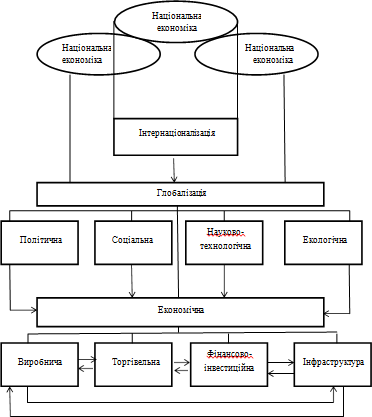 Національна
економіка
Національна
економіка
Національна
економіка
Інтернаціоналізація
Глобалізація
Політична
Соціальна
Науково-
технологічна
Екологічна
Економічна
Виробнича
Торгівельна
Фінансово-
інвестиційна
Інфраструктура